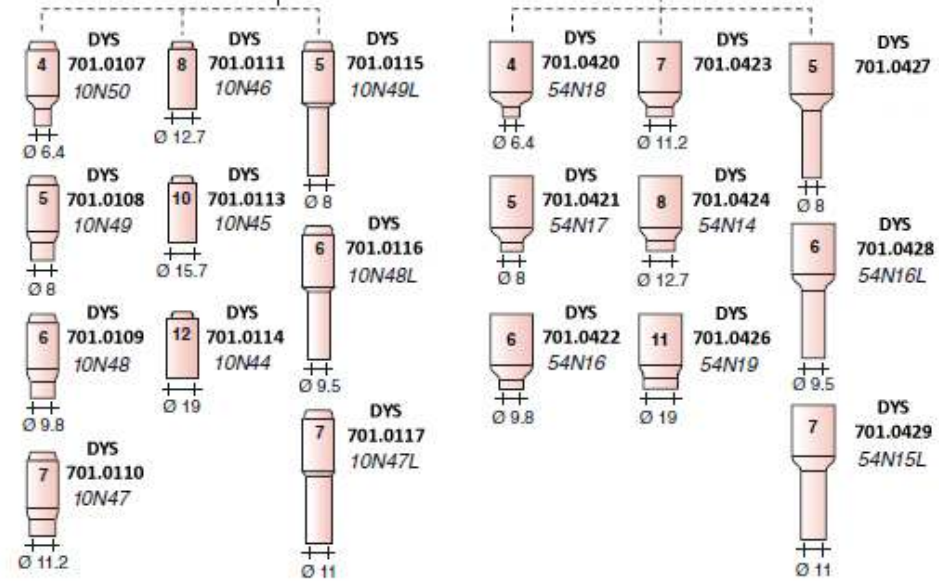 4
DYS
701.0107
10N50
Ø 6.4
5
DYS
701.0108
10N49
Ø 8
6
DYS
701.0109
10N48
Ø 9.8
7
DYS
701.0110
10N47
Ø 11.2
8
DYS
701.0111
10N46
Ø 12.7
10
DYS
701.0113
10N45
Ø 15.7
12
DYS
701.0114
10N44
Ø 19
5
DYS
701.0115
10N49L
Ø 8
6
DYS
701.0116
10N48L
Ø 9.5
7
DYS
701.0117
10N47L
Ø 11
4
DYS
701.0420
54N18
Ø 6.4
5
DYS
701.0421
54N17
Ø 8
6
DYS
701.0422
54N16
Ø 9.8
7
DYS
701.0423
Ø 11.2
8
DYS
701.0424
54N14
Ø 12.7
11
DYS
701.0426
54N19
Ø 19
5
DYS
701.0427
Ø 8
6
DYS
701.0428
54N16L
Ø 9.5
7
DYS
701.0429
54N15L
Ø 11